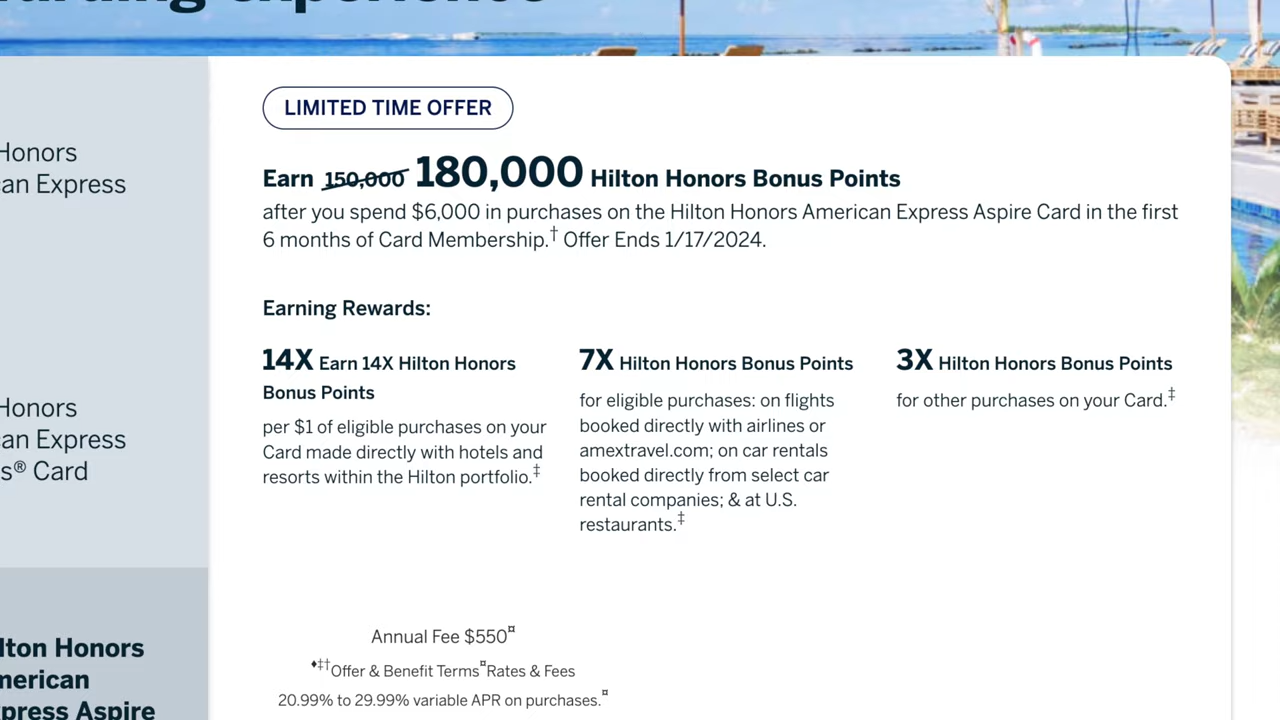 rding experience
Honors
can Express
Honors
can Express
s® Card
lton Honors
merican
xpress Aspire
LIMITED TIME OFFER
Earn 150,000 180,000 Hilton Honors Bonus Points
after you spend $6,000 in purchases on the Hilton Honors American Express Aspire Card in the first
6 months of Card Membership.† Offer Ends 1/17/2024.
Earning Rewards:
14X Earn 14X Hilton Honors
Bonus Points
per $1 of eligible purchases on your
Card made directly with hotels and
resorts within the Hilton portfolio.‡
7X Hilton Honors Bonus Points
for eligible purchases: on flights
booked directly with airlines or
amextravel.com; on car rentals
booked directly from select car
rental companies; & at U.S.
restaurants.‡
3X Hilton Honors Bonus Points
for other purchases on your Card.‡
Annual Fee $550¤
♦‡†Offer & Benefit Terms¤Rates & Fees
20.99% to 29.99% variable APR on purchases.¤